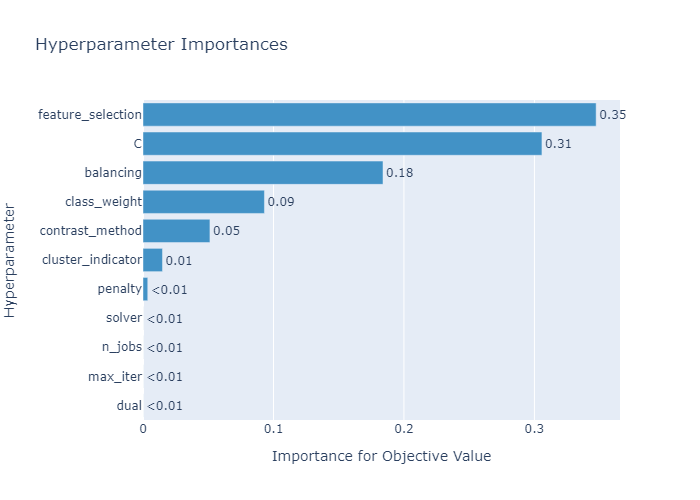 Hyperparameter Importances
Hyperparameter
feature_selection 0.35
C 0.31
balancing 0.18
class_weight 0.09
contrast_method 0.05
cluster_indicator 0.01
penalty <0.01
solver <0.01
n_jobs <0.01
max_iter <0.01
dual <0.01
0 0.1 0.2 0.3
Importance for Objective Value